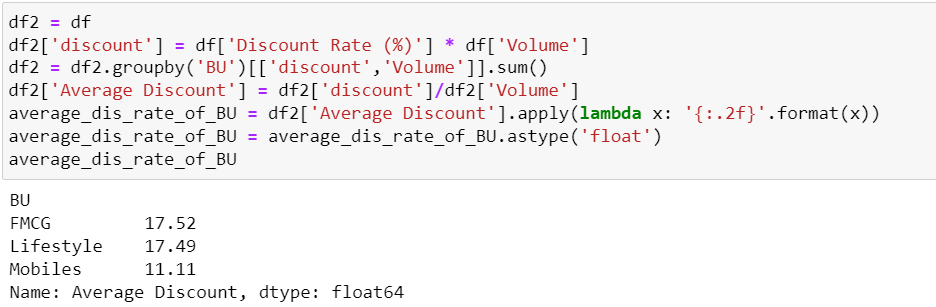 df2 = df
df2['discount'] = df['Discount Rate (%)'] * df['Volume']
df2 = df2.groupby('BU')[['discount','Volume']].sum()
df2['Average Discount'] = df2['discount']/df2['Volume']
average_dis_rate_of_BU = df2['Average Discount'].apply(lambda x: '{:.2f}'.format(x))
average_dis_rate_of_BU = average_dis_rate_of_BU.astype('float')
average_dis_rate_of_BU
BU
FMCG         17.52
Lifestyle    17.49
Mobiles      11.11
Name: Average Discount, dtype: float64